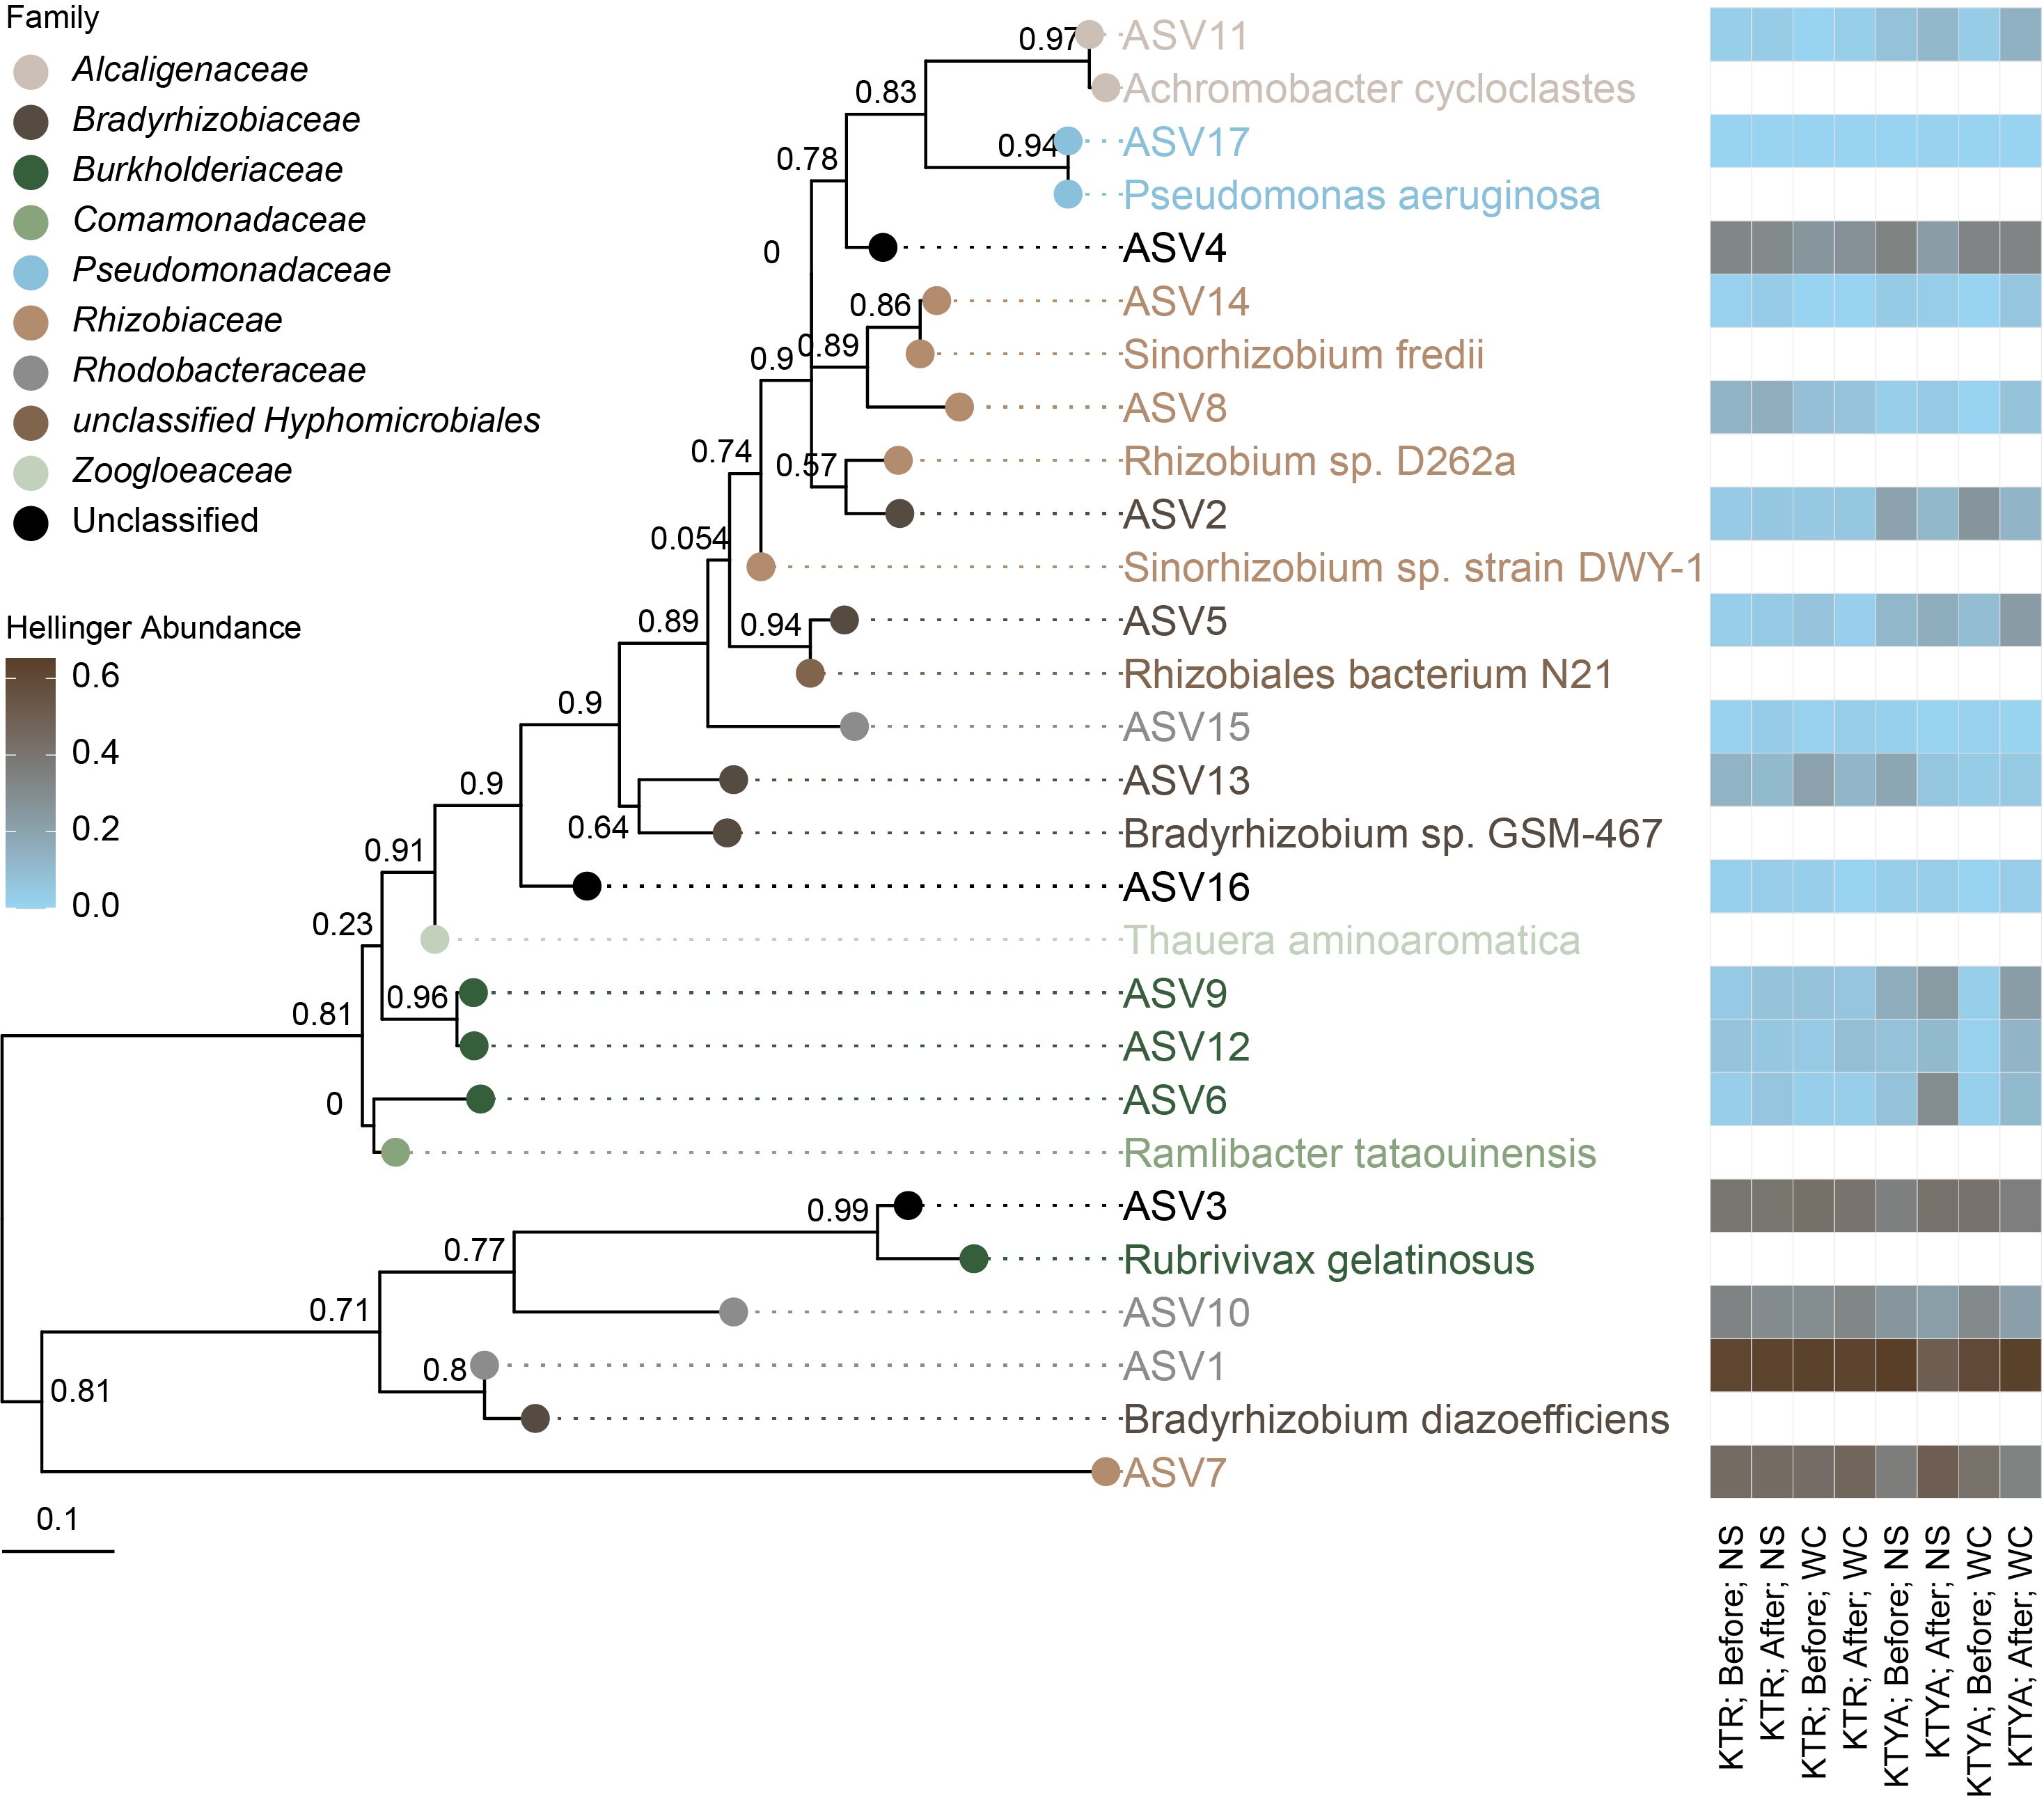 Family
Alcaligenaceae
Bradyrhizobiaceae
Burkholderiaceae
Comamonadaceae
Pseudomonadaceae
Rhizobiaceae
Rhodobacteraceae
unclassified Hyphomicrobiales
Zoogloeaceae
Unclassified
Hellinger Abundance
0.6
0.4
0.2
0.0
0.97
0.83
0.94
0.78
0
0.86
0.89
0.9
0.57
0.74
0.054
0.94
0.89
0.9
0.64
0.9
0.91
0.23
0.96
0.81
0
0.99
0.77
0.71
0.8
0.81
0.1
ASV11
Achromobacter cycloclastes
ASV17
Pseudomonas aeruginosa
ASV4
ASV14
Sinorhizobium fredii
ASV8
Rhizobium sp. D262a
ASV2
Sinorhizobium sp. strain DWY-1
ASV5
Rhizobiales bacterium N21
ASV15
ASV13
Bradyrhizobium sp. GSM-467
ASV16
Thauera aminoaromatica
ASV9
ASV12
ASV6
Ramlibacter tataouinensis
ASV3
Rubrivivax gelatinosus
ASV10
ASV1
Bradyrhizobium diazoefficiens
ASV7
KTR; Before; NS
KTR; After; NS
KTR; Before; WC
KTR; After; WC
KTYA; Before; NS
KTYA; After; NS
KTYA; Before; WC
KTYA; After; WC